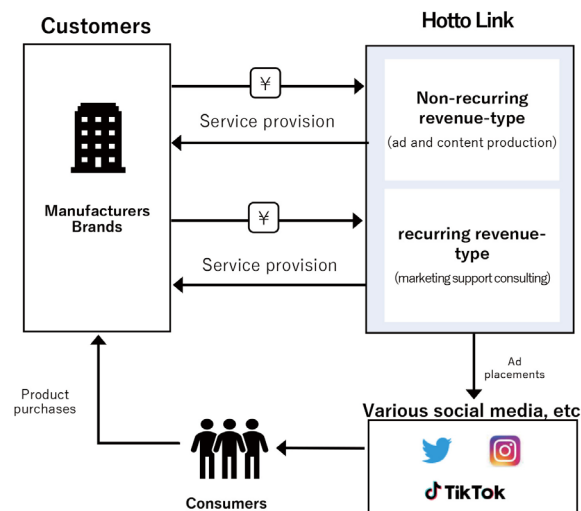 Customers
Hotto Link
¥
Service provision
Non-recurring
revenue-type
(ad and content production)
Manufacturers
Brands
¥
Service provision
recurring revenue-
type
(marketing support consulting)
Ad
placements
Product
purchases
Various social media, etc
TikTok
Consumers